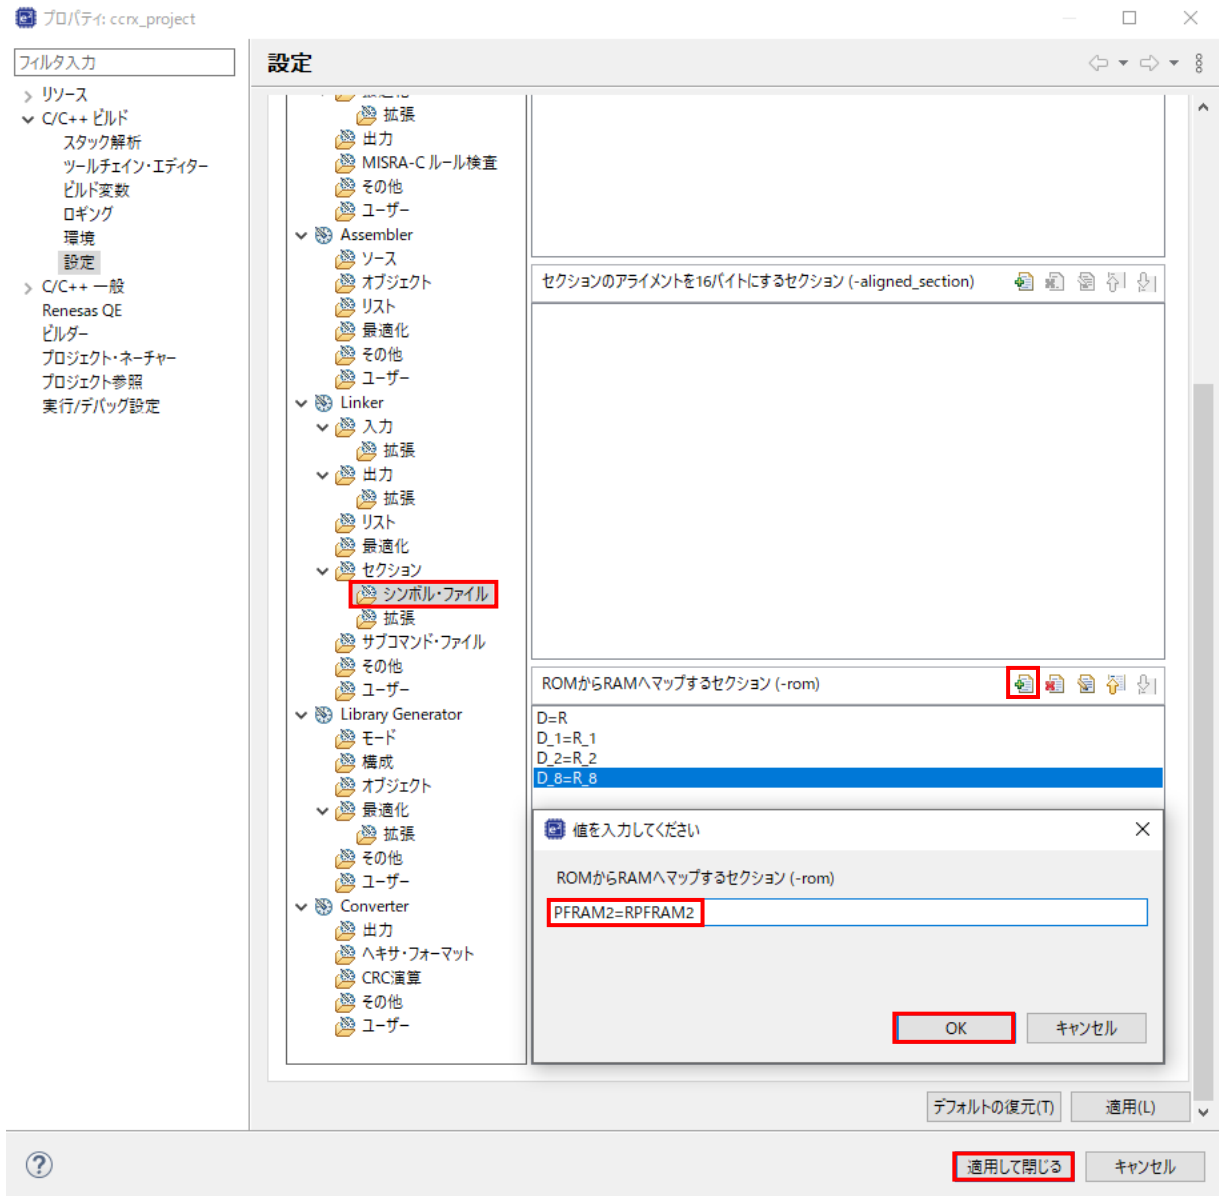 プロパティ: ccrx_project
フィルタ入力
設定
リソース
C/C++ ビルド
スタック解析
ツールチェイン・エディター
ビルド変数
ロギング
環境
設定
C/C++ 一般
Renesas QE
ビルダー
プロジェクト・ネーチャー
プロジェクト参照
実行/デバッグ設定
拡張
出力
MISRA-C ルール検査
その他
ユーザー
Assembler
ソース
オブジェクト
リスト
最適化
その他
ユーザー
Linker
入力
拡張
出力
拡張
リスト
最適化
セクション
シンボル・ファイル
拡張
サブコマンド・ファイル
その他
ユーザー
Library Generator
モード
構成
オブジェクト
最適化
拡張
その他
ユーザー
Converter
出力
ヘキサ・フォーマット
CRC演算
その他
ユーザー
セクションのアライメントを16バイトにするセクション (-aligned_section)
ROMからRAMへマップするセクション (-rom)
D=R
D_1=R_1
D_2=R_2
D_8=R_8
値を入力してください
ROMからRAMへマップするセクション (-rom)
PFRAM2=RPFRAM2
OK
キャンセル
デフォルトの復元(T)
適用(L)
適用して閉じる
キャンセル